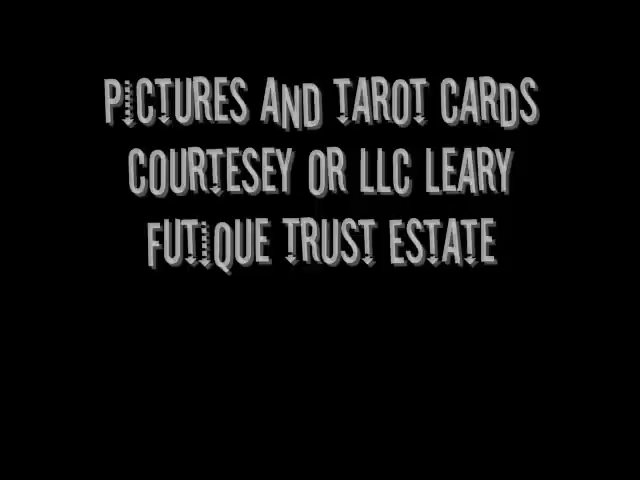 PICTURES AND TAROT CARDS
COURTESEY OR LLC LEARY
FUTIQUE TRUST ESTATE